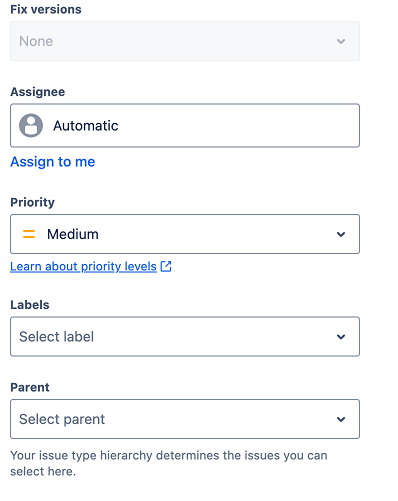 Fix versions
None
Assignee
Automatic
Assign to me
Priority
Medium
Learn about priority levels
Labels
Select label
Parent
Select parent
Your issue type hierarchy determines the issues you can
select here.